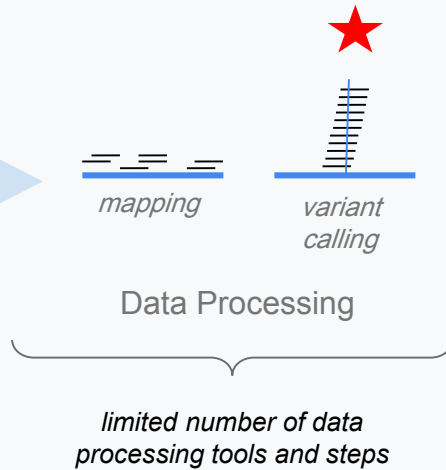 mapping
variant
calling
Data Processing
limited number of data
processing tools and steps